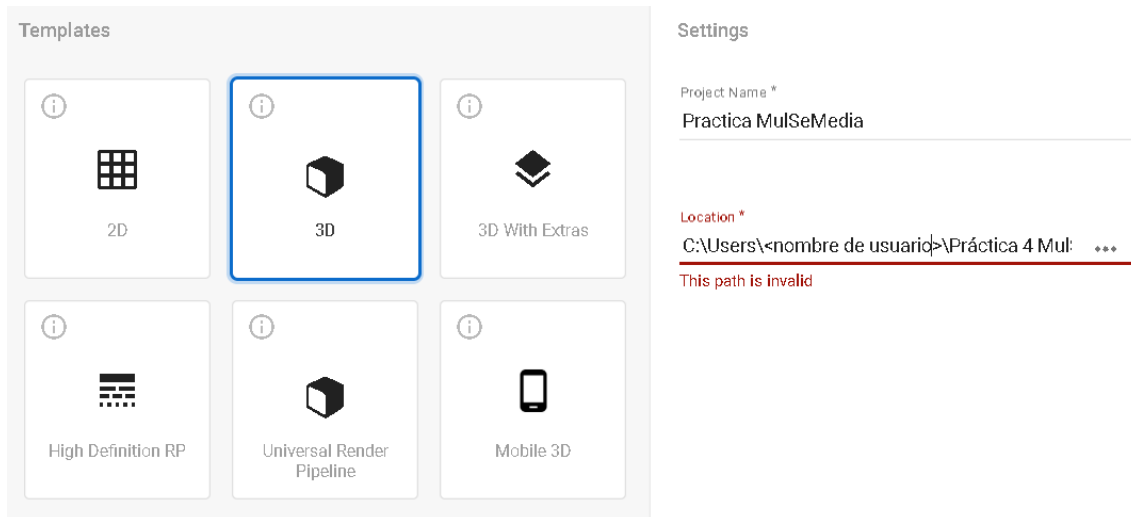 Templates
2D
3D
3D With Extras
High Definition RP
Universal Render
Pipeline
Mobile 3D
Settings
Project Name *
Practica MulSeMedia
Location *
C:\Users\<nombre de usuario>\Práctica 4 Mul
This path is invalid